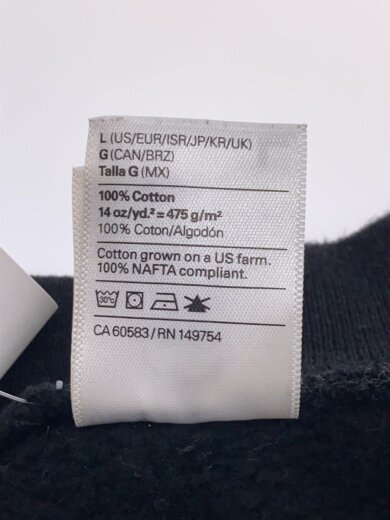 L (US/EUR/ISR/JP/KR/UK)
G (CAN/BRZ)
Talla G (MX)
100% Cotton
14 oz/yd.² = 475 g/m²
100% Coton/Algodón
Cotton grown on a US farm.
100% NAFTA compliant.
30°
CA 60583 / RN 149754